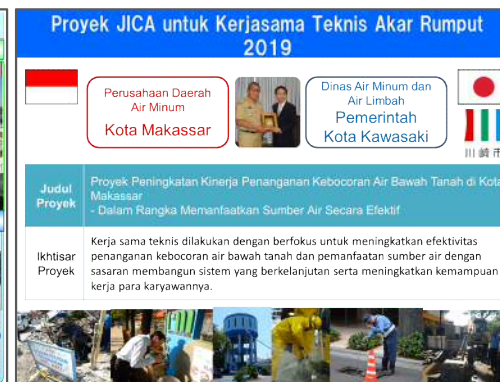 Proyek JICA untuk Kerjasama Teknis Akar Rumput
2019
Perusahaan Daerah
Air Minum
Kota Makassar
Dinas Air Minum dan
Air Limbah
Pemerintah
Kota Kawasaki
川崎市
Judul
Proyek
Proyek Peningkatan Kinerja Penanganan Kebocoran Air Bawah Tanah di Kota
Makassar
- Dalam Rangka Memanfaatkan Sumber Air Secara Efektif
Ikhtisar
Proyek
Kerja sama teknis dilakukan dengan berfokus untuk meningkatkan efektivitas
penanganan kebocoran air bawah tanah dan pemanfaatan sumber air dengan
sasaran membangun sistem yang berkelanjutan serta meningkatkan kemampuan
kerja para karyawannya.